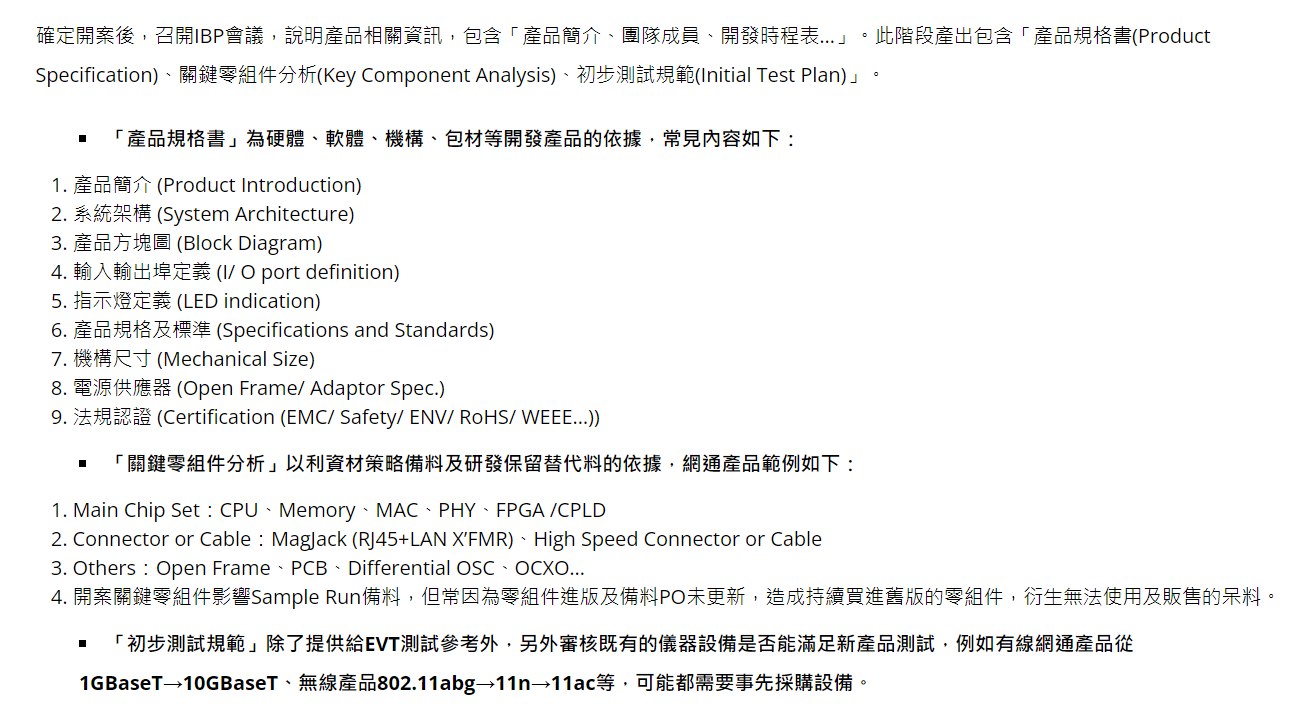 確定開案後，召開IBP會議，說明產品相關資訊，包含「產品簡介、團隊成員、開發時程表…」。此階段產出包含「產品規格書(Product
Specification)、關鍵零組件分析(Key Component Analysis)、初步測試規範(Initial Test Plan)」。
▪ 「產品規格書」為硬體、軟體、機構、包材等開發產品的依據，常見內容如下：
1. 產品簡介 (Product Introduction)
2. 系統架構 (System Architecture)
3. 產品方塊圖 (Block Diagram)
4. 輸入輸出埠定義 (I/ O port definition)
5. 指示燈定義 (LED indication)
6. 產品規格及標準 (Specifications and Standards)
7. 機構尺寸 (Mechanical Size)
8. 電源供應器 (Open Frame/ Adaptor Spec.)
9. 法規認證 (Certification (EMC/ Safety/ ENV/ RoHS/ WEEE…))
▪ 「關鍵零組件分析」以利資材策略備料及研發保留替代料的依據，網通產品範例如下：
1. Main Chip Set：CPU、Memory、MAC、PHY、FPGA /CPLD
2. Connector or Cable：MagJack (RJ45+LAN X’FMR)、High Speed Connector or Cable
3. Others：Open Frame、PCB、Differential OSC、OCXO…
4. 開案關鍵零組件影響Sample Run備料，但常因為零組件進版及備料PO未更新，造成持續買進舊版的零組件，衍生無法使用及販售的呆料。
▪ 「初步測試規範」除了提供給EVT測試參考外，另外審核既有的儀器設備是否能滿足新產品測試，例如有線網通產品從
1GBaseT→10GBaseT、無線產品802.11abg→11n→11ac等，可能都需要事先採購設備。